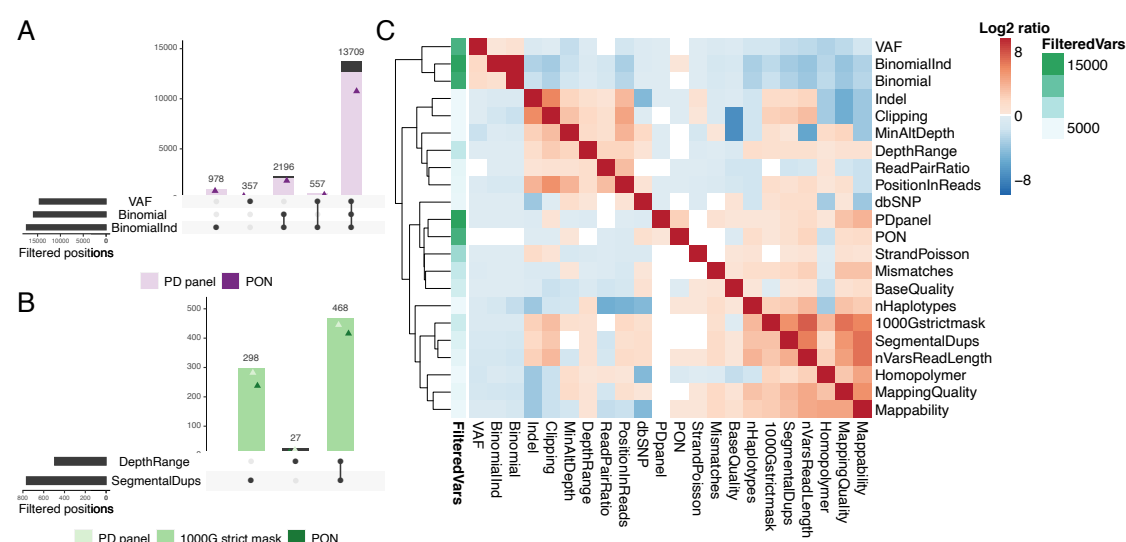 A
15000
10000
5000
978
357
2196
557
13709
VAF
Binomial
BinomialInd
15000 10000 5000 0
Filtered positions
PD panel PON
B
500
400
300
200
100
298
27
468
DepthRange
SegmentalDups
800 600 400 200 0
Filtered positions
PD panel 1000G strict mask PON
C
VAF
BinomialInd
Binomial
Indel
Clipping
MinAltDepth
DepthRange
ReadPairRatio
PositionInReads
dbSNP
PDpanel
PON
StrandPoisson
Mismatches
BaseQuality
nHaplotypes
1000Gstrictmask
SegmentalDups
nVarsReadLength
Homopolymer
MappingQuality
Mappability
FilteredVars
VAF
BinomialInd
Binomial
Indel
Clipping
MinAltDepth
DepthRange
ReadPairRatio
PositionInReads
dbSNP
PDpanel
PON
StrandPoisson
Mismatches
BaseQuality
nHaplotypes
1000Gstrictmask
SegmentalDups
nVarsReadLength
Homopolymer
MappingQuality
Mappability
Log2 ratio
8
0
−8
FilteredVars
15000
5000